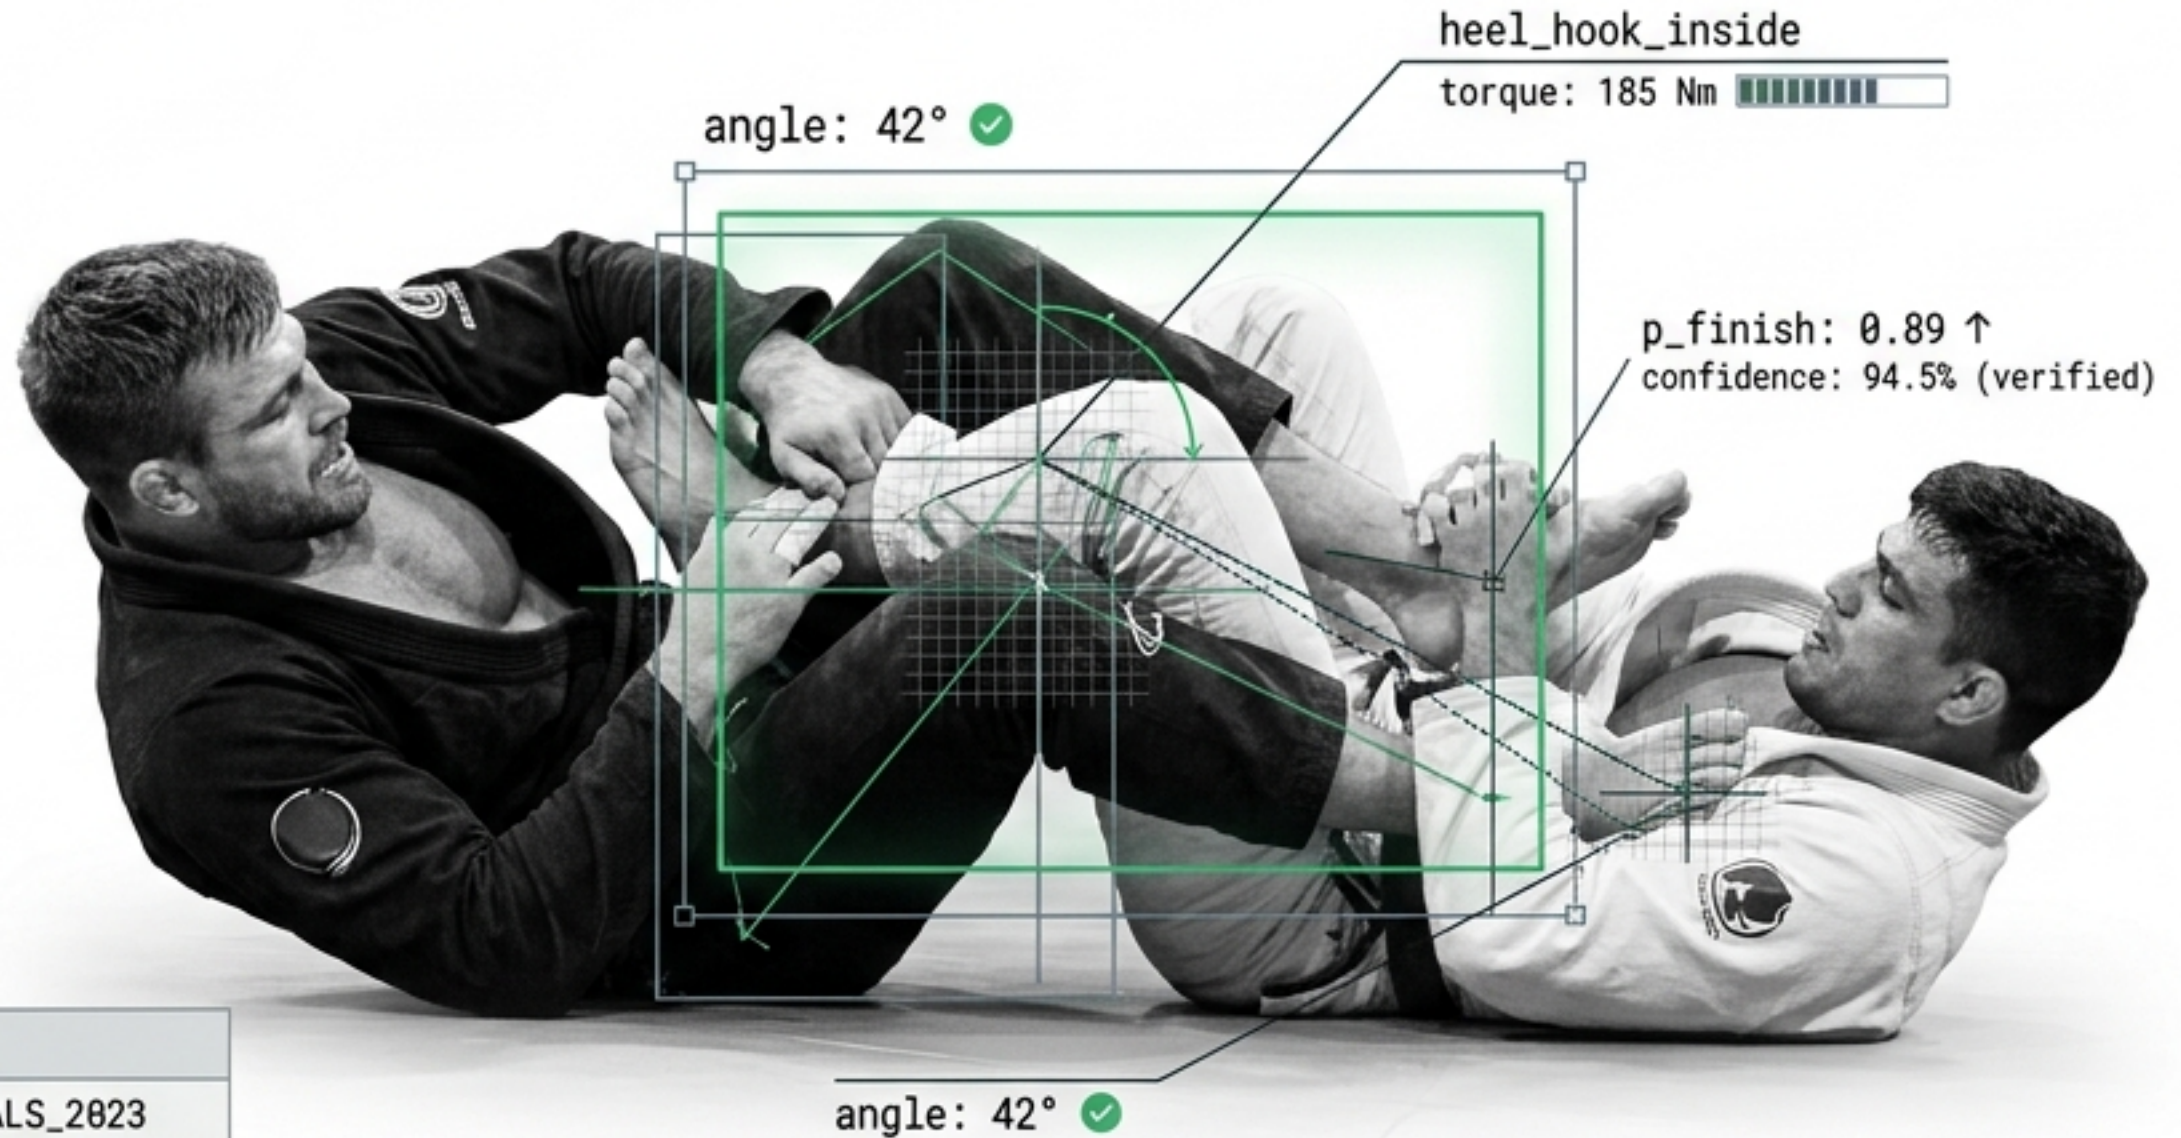 heel_hook_inside
torque: 185 Nm
angle: 42°
p_finish: 0.89 ↑
confidence: 94.5% (verified)
ALS_2023
angle: 42°